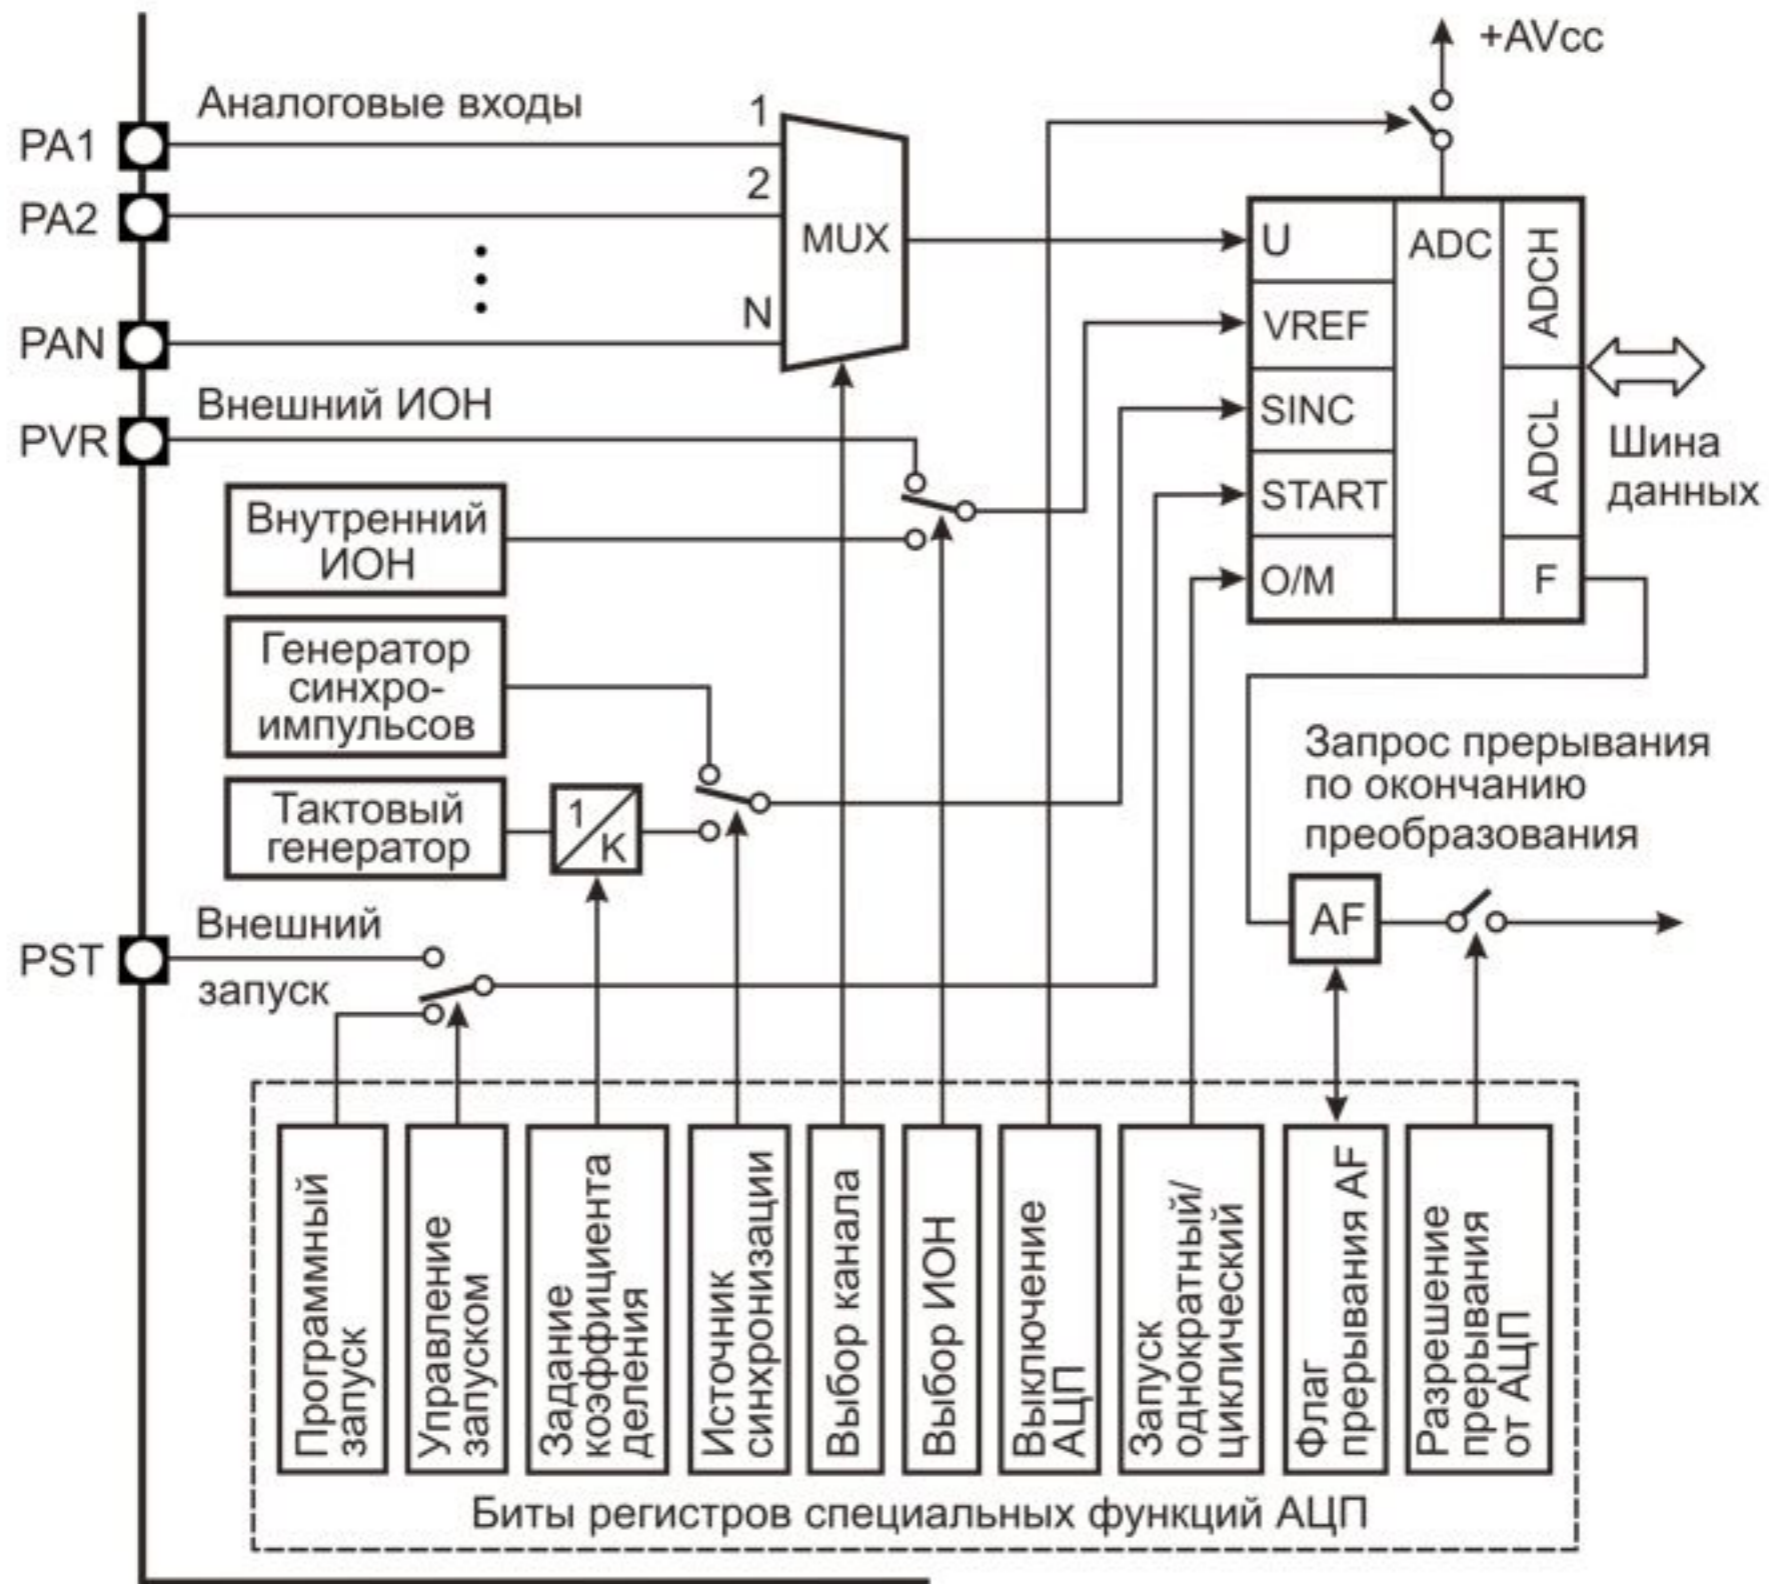 +AVcc
Аналоговые входы
PA1
1
PA2
2
PAN
N
MUX
U
VREF
SINC
START
O/M
ADC
ADCH
ADCL
F
Шина
данных
PVR
Внешний ИОН
Внутренний
ИОН
Генератор
синхро-
импульсов
Тактовый
генератор
1
K
Запрос прерывания
по окончанию
преобразования
AF
PST
Внешний
запуск
Программный
запуск
Управление
запуском
Задание
коэффициента
деления
Источник
синхронизации
Выбор канала
Выбор ИОН
Выключение
АЦП
Запуск
однократный/
циклический
Флаг
прерывания AF
Разрешение
прерывания
от АЦП
Биты регистров специальных функций АЦП